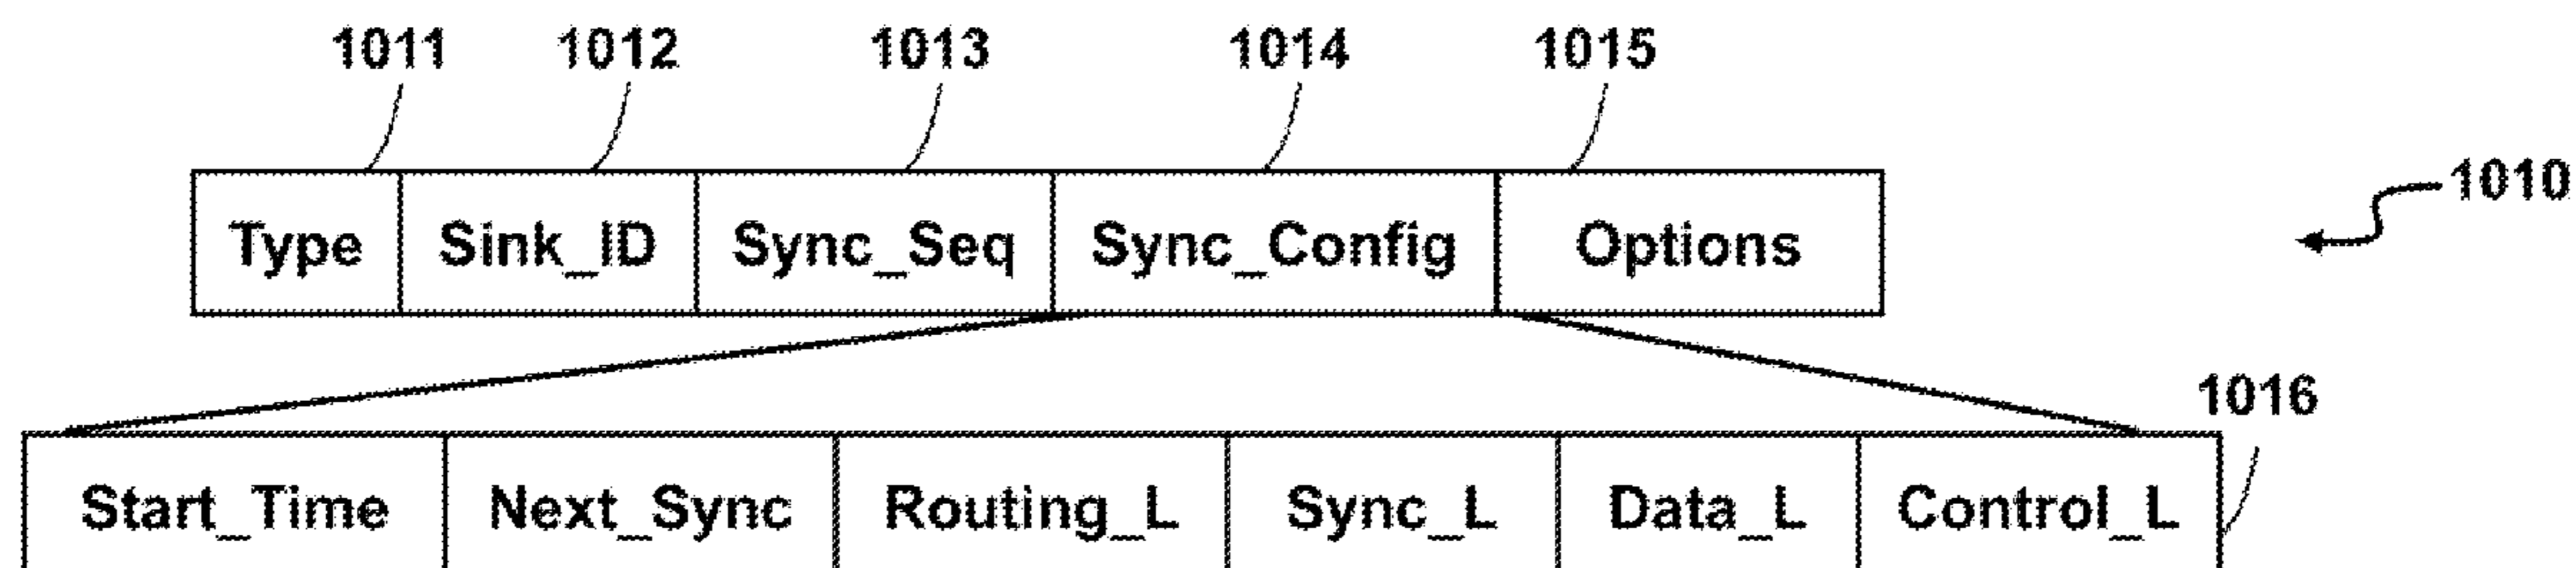 1011 1012 1013 1014 1015
1010
Type Sink_ID Sync_Seq Sync_Config Options
1016
Start_Time Next_Sync Routing_L Sync_L Data_L Control_L